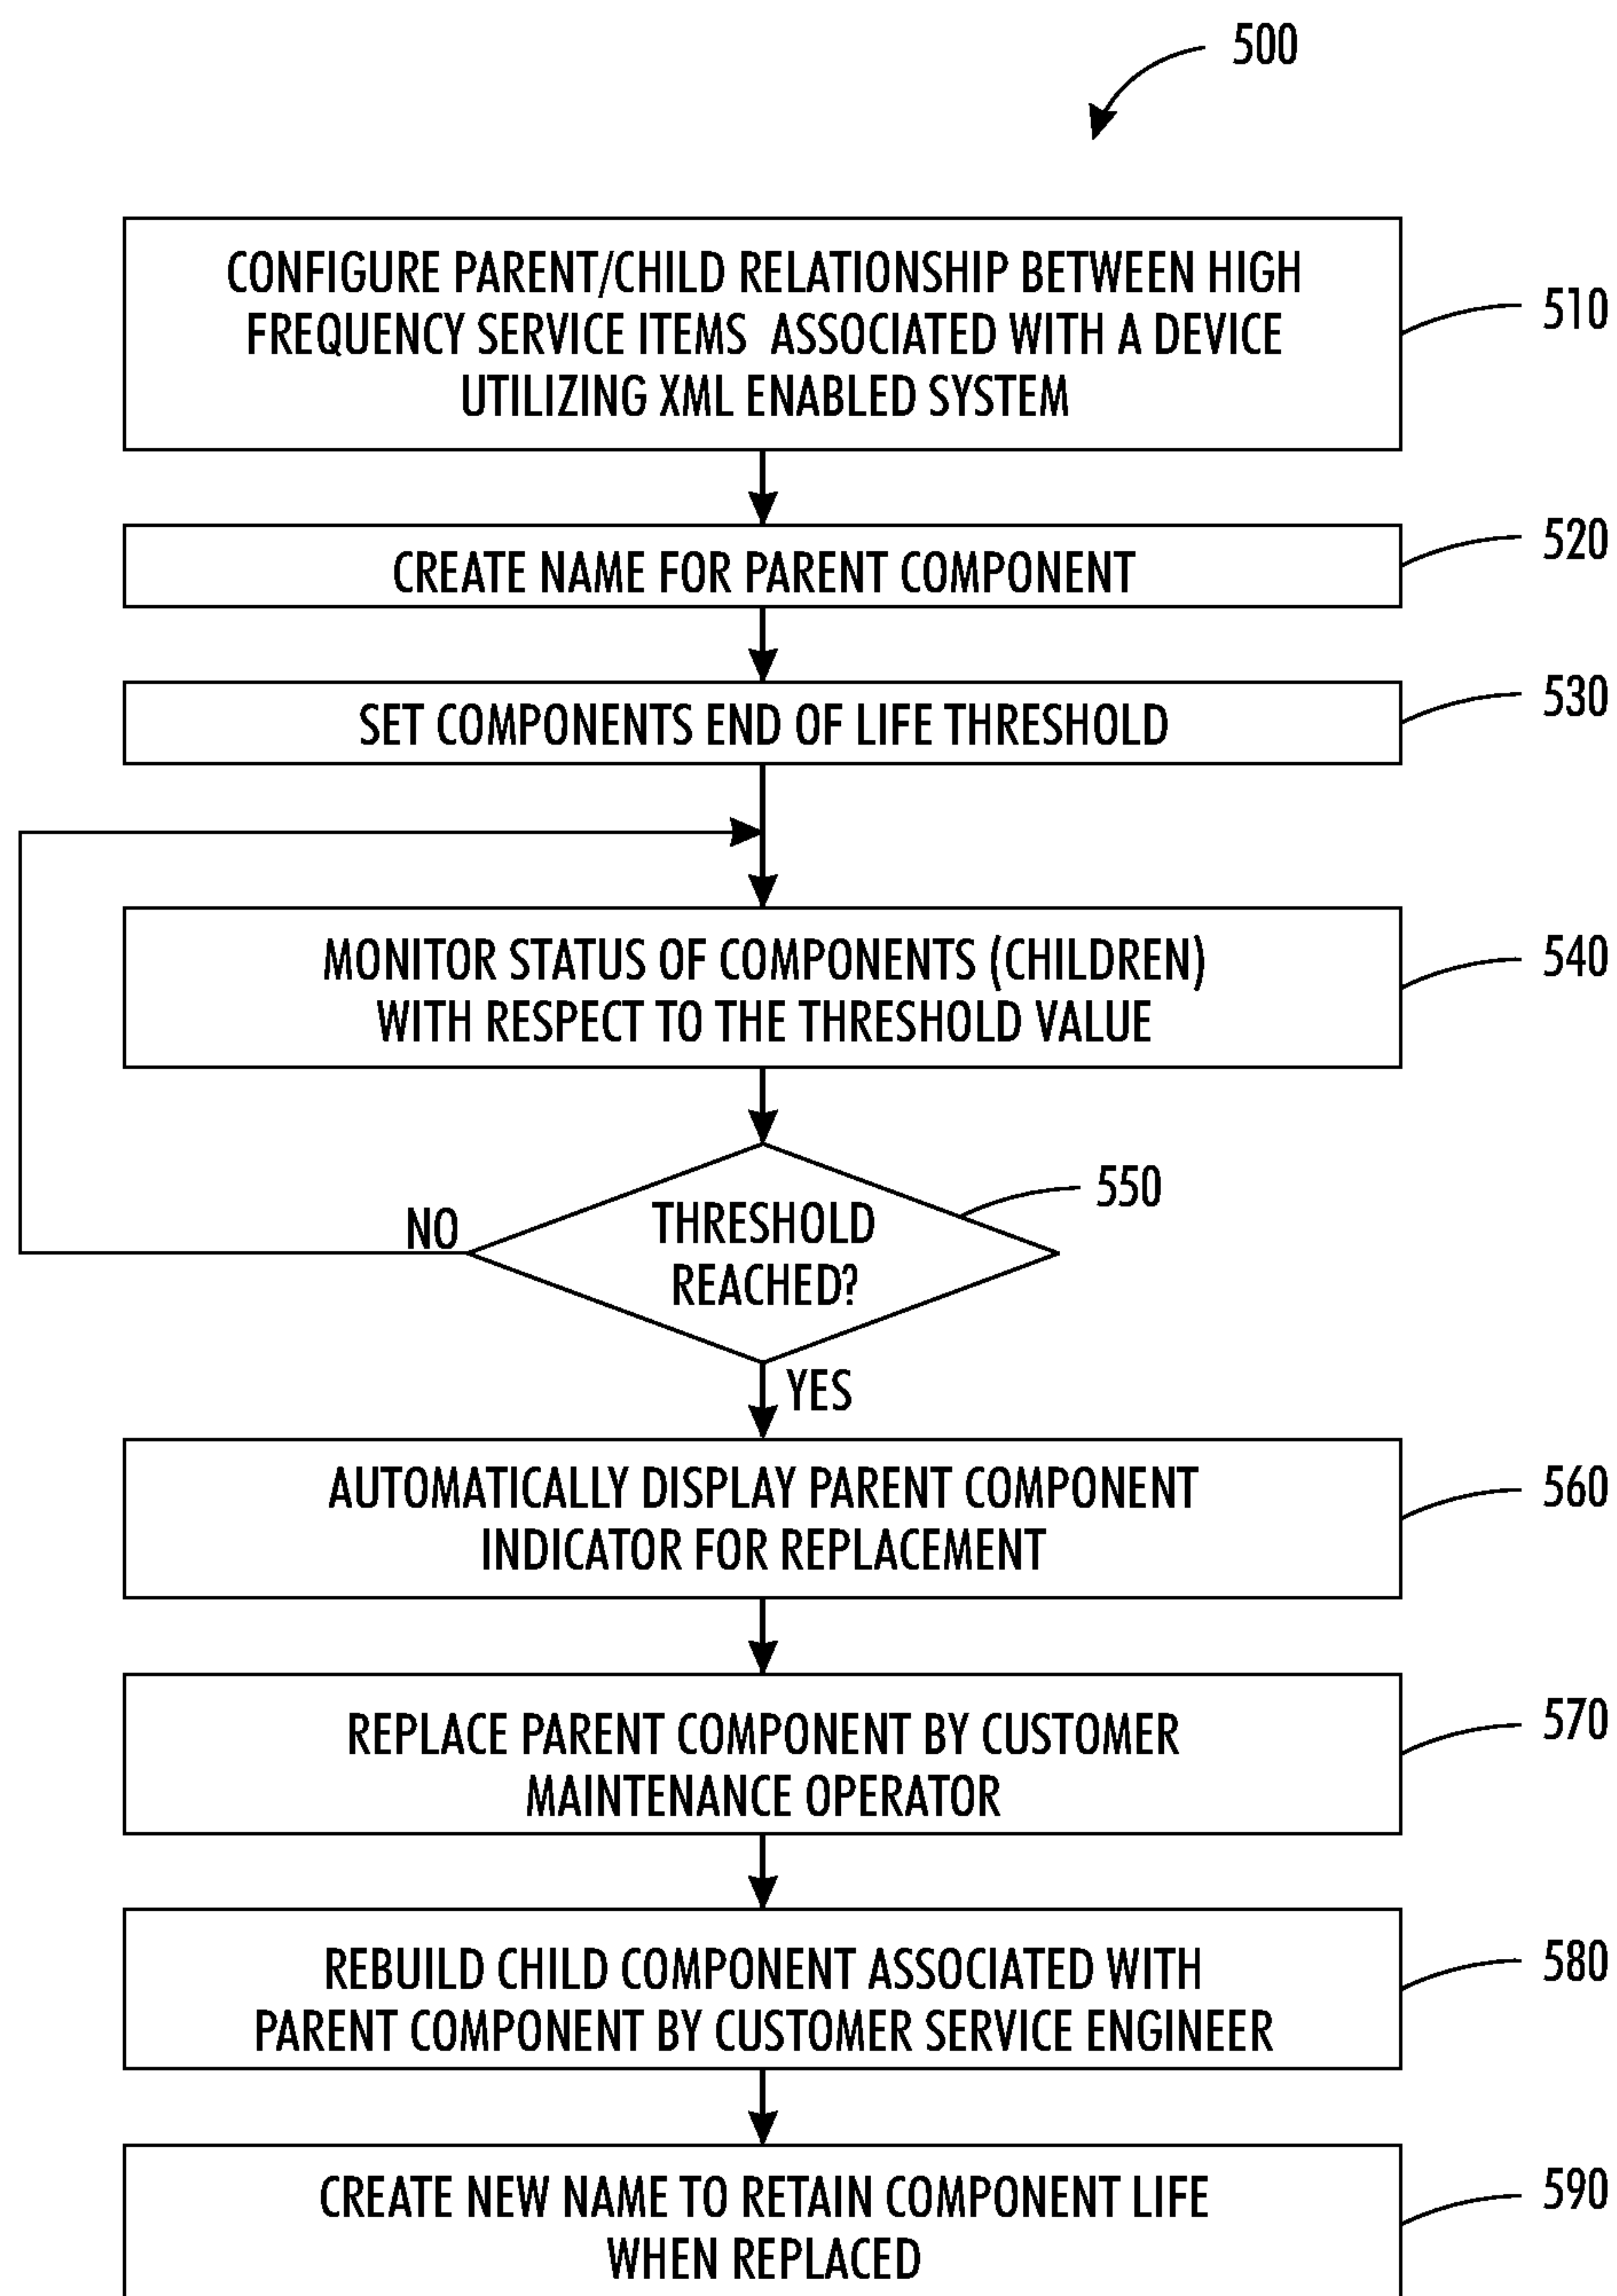 500
CONFIGURE PARENT/CHILD RELATIONSHIP BETWEEN HIGH
FREQUENCY SERVICE ITEMS ASSOCIATED WITH A DEVICE
UTILIZING XML ENABLED SYSTEM
510
CREATE NAME FOR PARENT COMPONENT
520
SET COMPONENTS END OF LIFE THRESHOLD
530
MONITOR STATUS OF COMPONENTS (CHILDREN)
WITH RESPECT TO THE THRESHOLD VALUE
540
THRESHOLD
REACHED?
550
NO
YES
AUTOMATICALLY DISPLAY PARENT COMPONENT
INDICATOR FOR REPLACEMENT
560
REPLACE PARENT COMPONENT BY CUSTOMER
MAINTENANCE OPERATOR
570
REBUILD CHILD COMPONENT ASSOCIATED WITH
PARENT COMPONENT BY CUSTOMER SERVICE ENGINEER
580
CREATE NEW NAME TO RETAIN COMPONENT LIFE
WHEN REPLACED
590